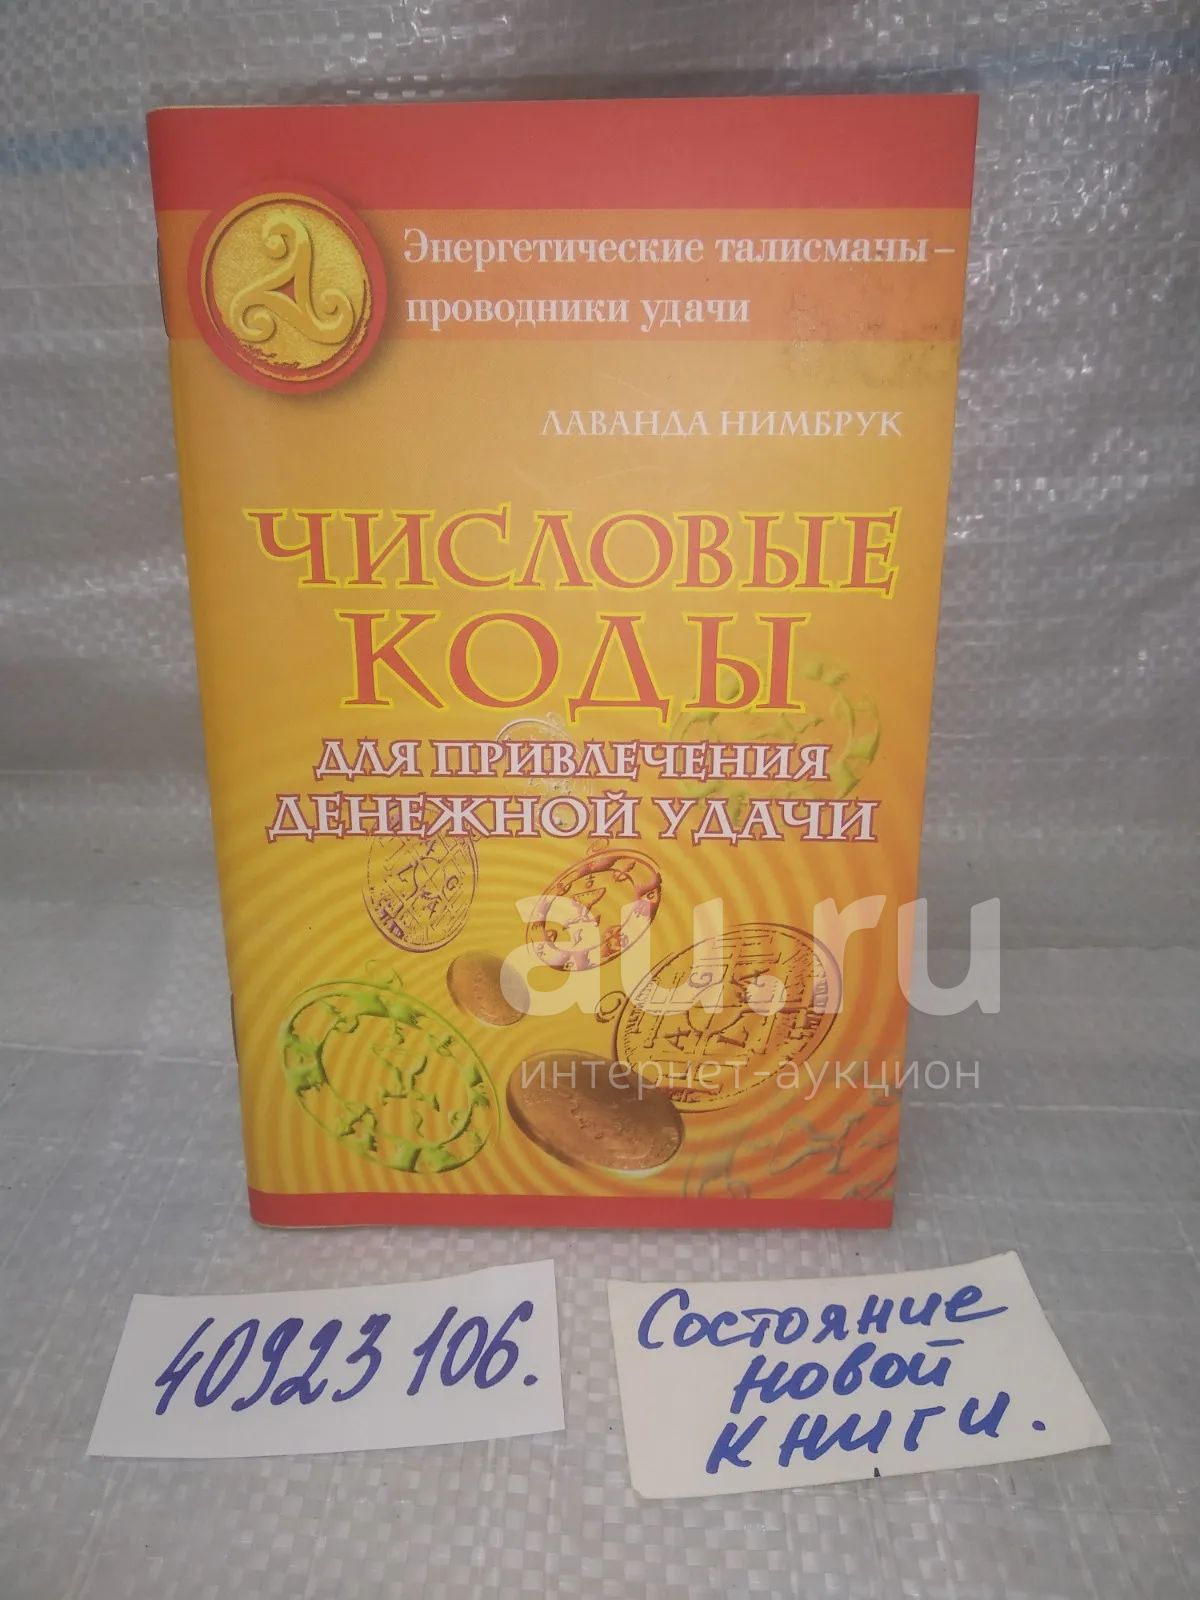 Энергетические талисманы –
проводники удачи
ЛАВАНДА НИМБРУК
ЧИСЛОВЫЕ
КОДЫ
ДЛЯ ПРИВЛЕЧЕНИЯ
ДЕНЕЖНОЙ УДАЧИ
au.ru
интернет-аукцион
40923106.
Состояние
новой
книги.